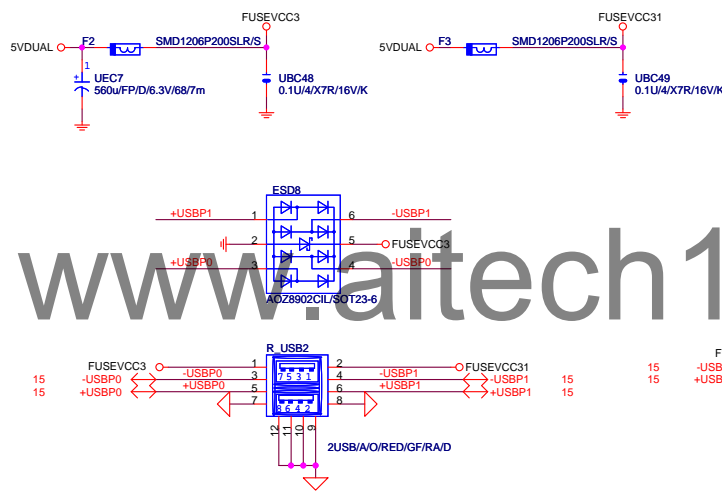 FUSEVCC3
FUSEVCC31
5VDUAL F2 SMD1206P200SLR/S
5VDUAL F3 SMD1206P200SLR/S
1
+
UEC7
560u/FP/D/6.3V/68/7m
UBC48
0.1U/4/X7R/16V/K
UBC49
0.1U/4/X7R/16V/K
ESD8
+USBP1 1 6 -USBP1
2 5 FUSEVCC3
+USBP0 3 4 -USBP0
AOZ8902CIL/SOT23-6
www.aitech1
R_USB2
FUSEVCC3 1 2 FUSEVCC31
15 -USBP0 -USBP0 3 4 -USBP1 -USBP1 15
15 +USBP0 +USBP0 5 6 +USBP1 +USBP1 15
7 8
7 5 3 1
8 6 4 2
12 11 10 9
2USB/A/O/RED/GF/RA/D
F
15 -USB
15 +USB